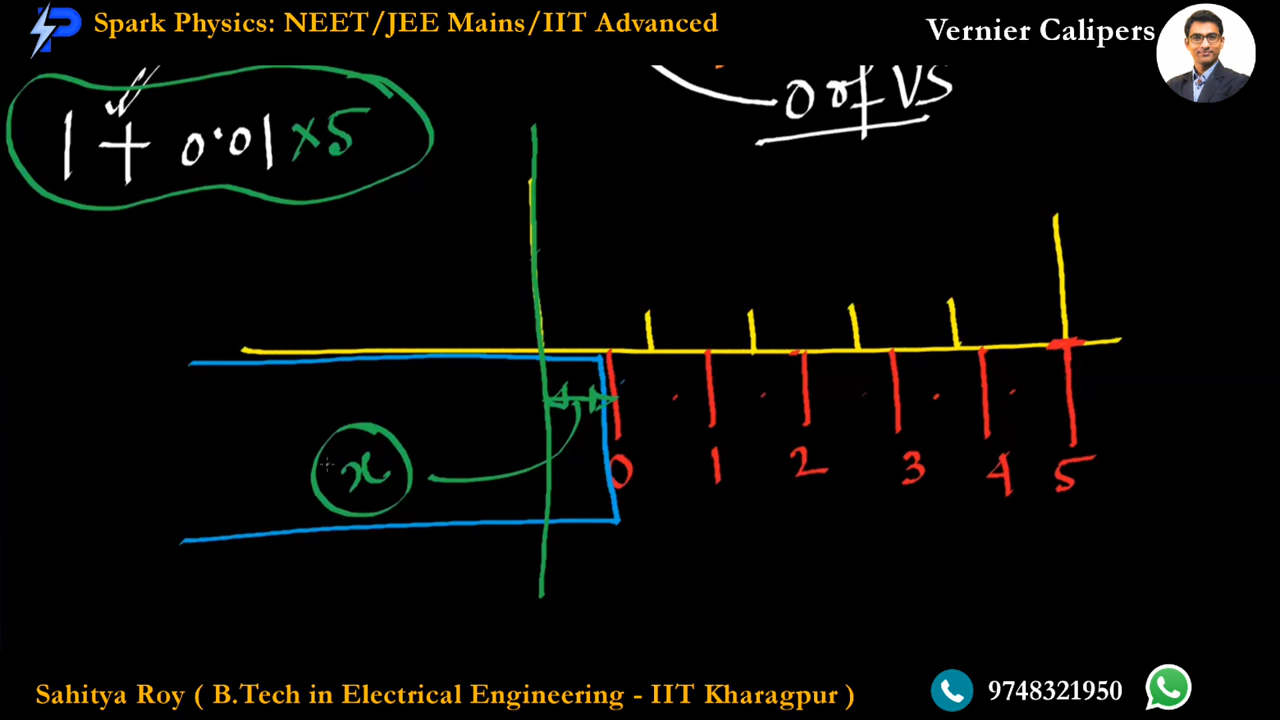 Spark Physics: NEET/JEE Mains/IIT Advanced
Vernier Calipers
1 + 0.01 × 5
0 of VS
x
0 1 2 3 4 5
Sahitya Roy ( B.Tech in Electrical Engineering - IIT Kharagpur )
9748321950